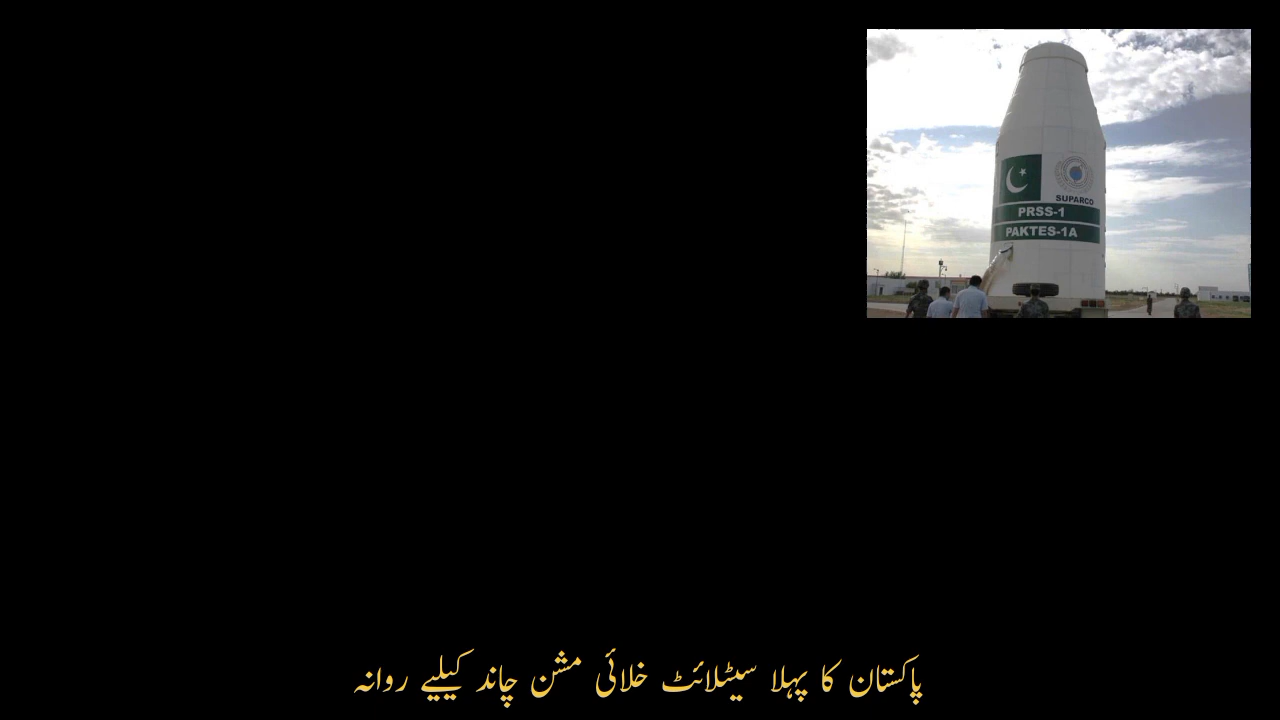 SUPARCO
PRSS-1
PAKTES-1A
پاکستان کا پہلا سیٹلائٹ خلائی مشن چاند کیلیے روانہ